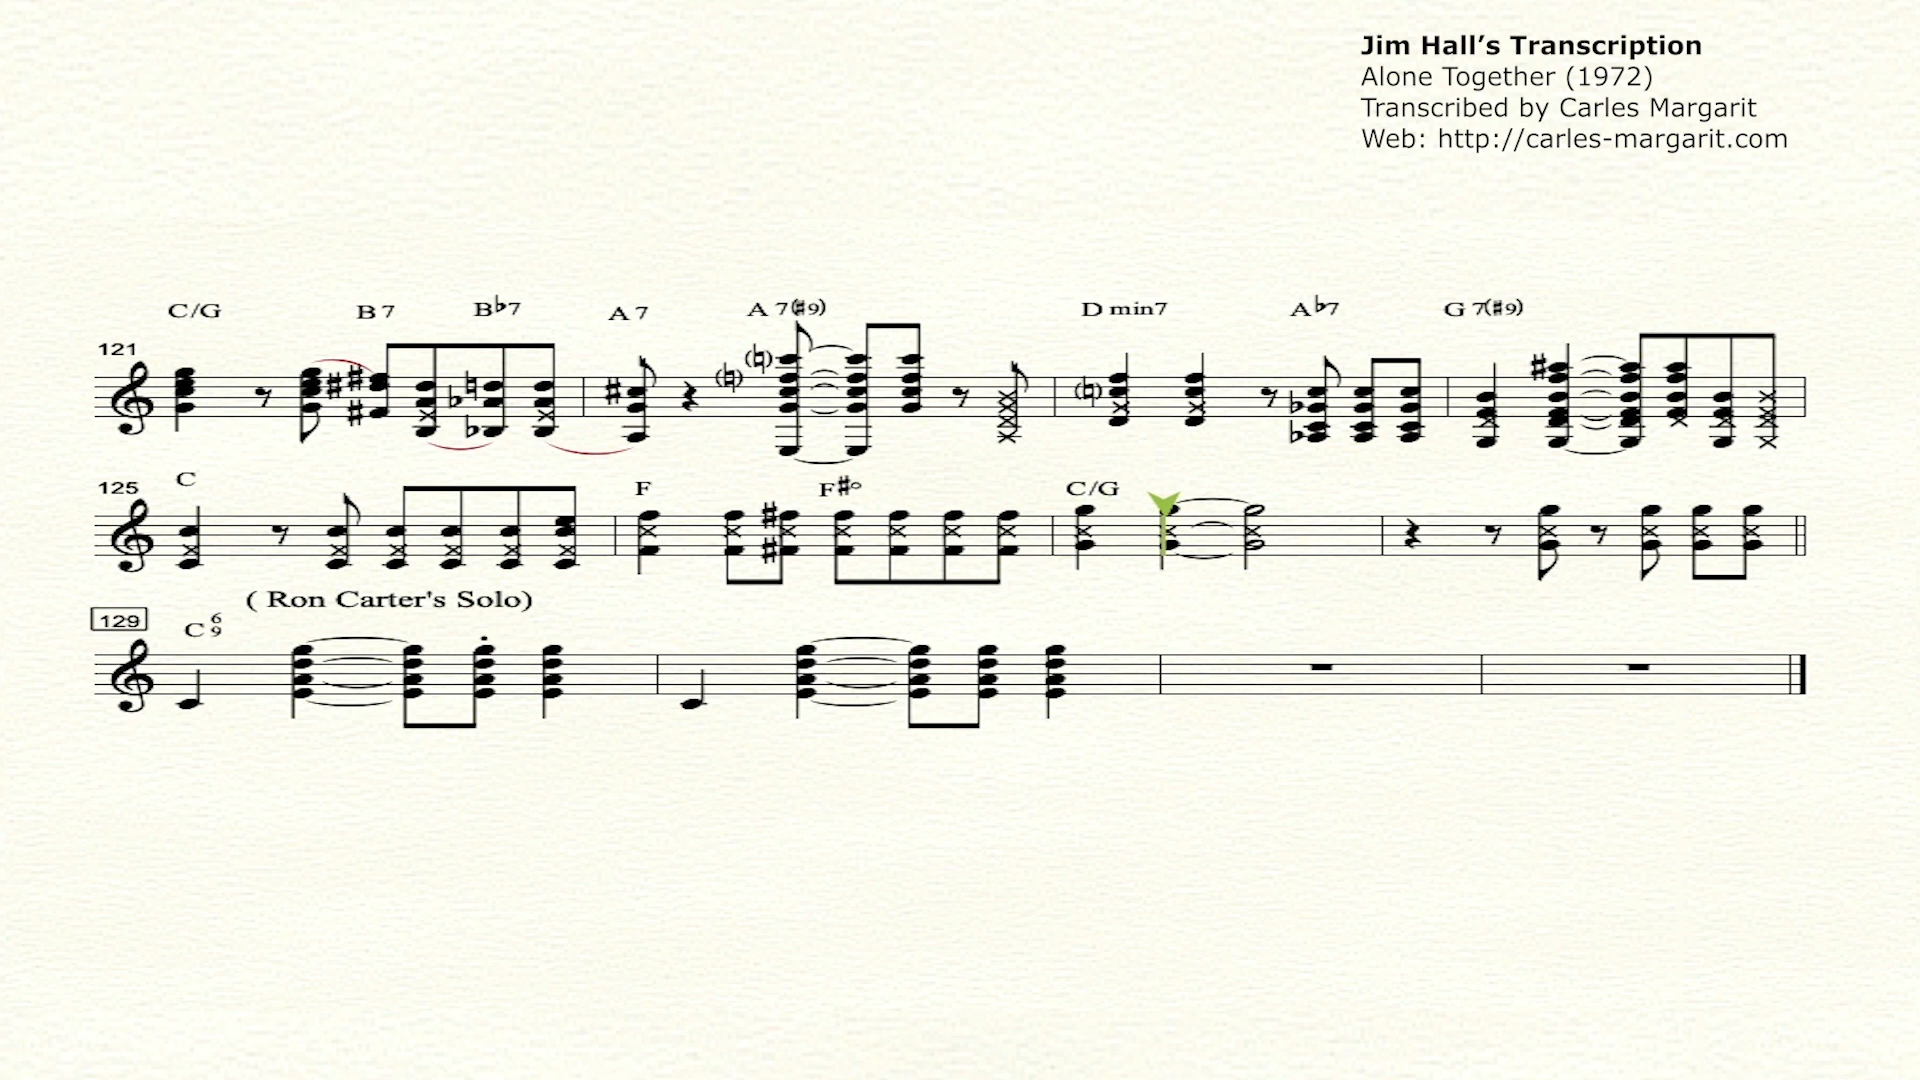 Jim Hall’s Transcription
Alone Together (1972)
Transcribed by Carles Margarit
Web: http://carles-margarit.com
C/G B7 B♭7 A7 A7(♯9) D min7 A♭7 G7(♯9)
121
C F F♯° C/G
125
( Ron Carter's Solo)
C 6 9
129